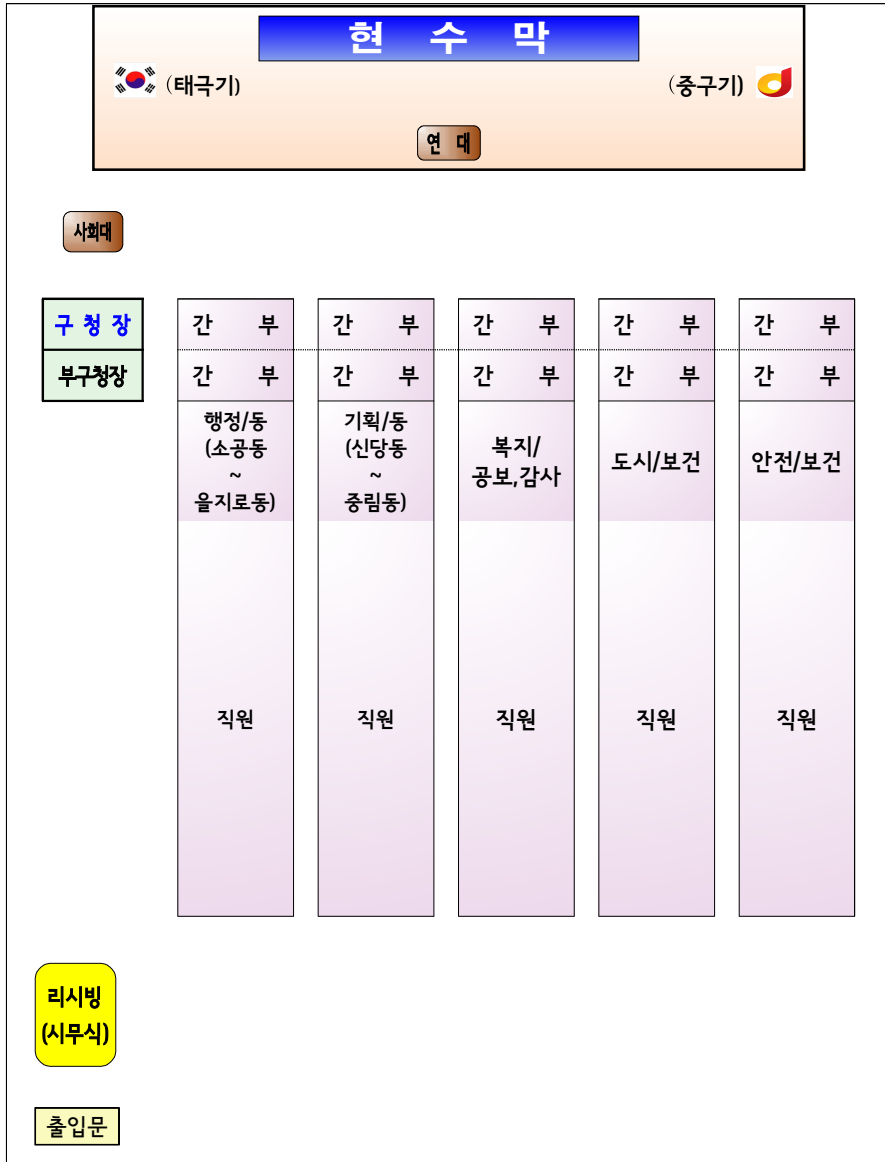 현 수 막
(태극기)
(중구기)
연 대
사회대
구 청 장
간 부
간 부
간 부
간 부
간 부
부구청장
간 부
간 부
간 부
간 부
간 부
행정/동
(소공동
~
을지로동)
기획/동
(신당동
~
중림동)
복지/
공보,감사
도시/보건
안전/보건
직원
직원
직원
직원
직원
리시빙
(시무식)
출입문